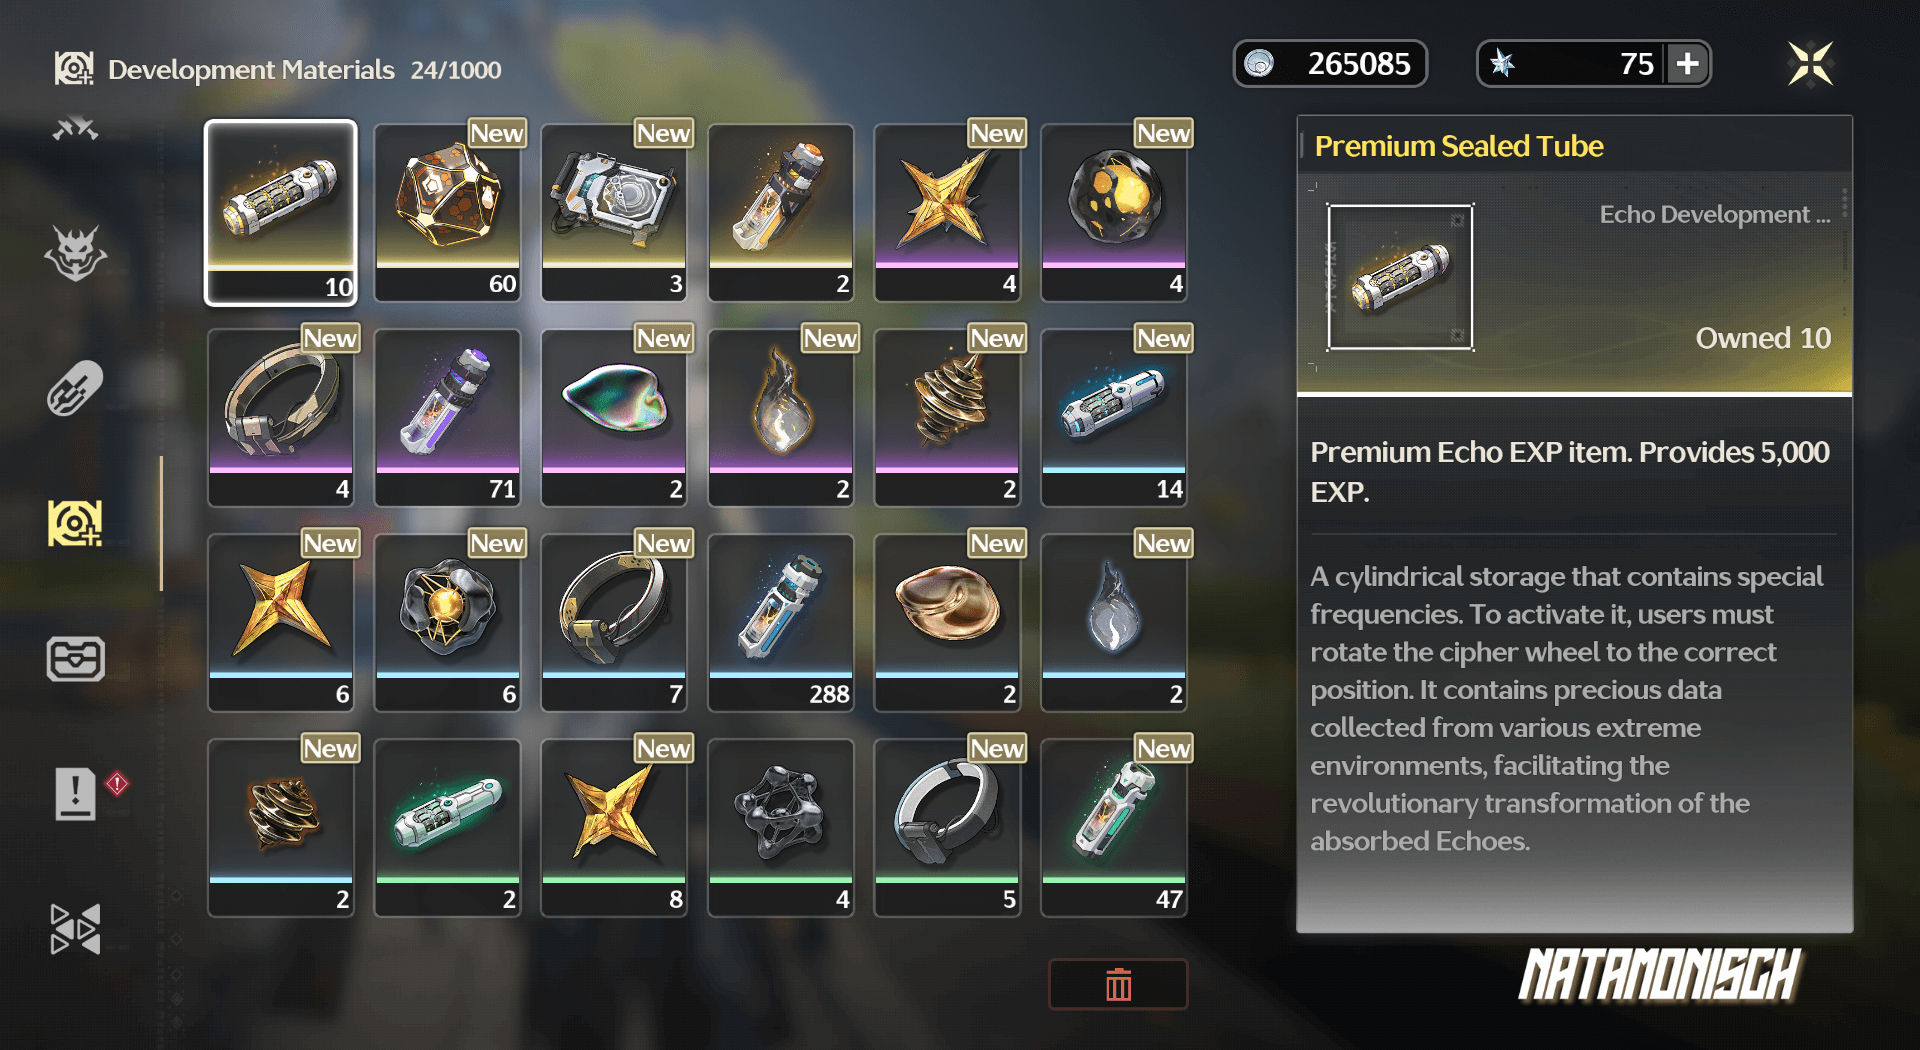 Development Materials 24/1000
265085
75
New New New New
10 60 3 2 4 4
New New New New New
4 71 2 2 2 14
New New New New New
6 6 7 288 2 2
New New New New
2 2 8 4 5 47
Premium Sealed Tube
Echo Development ...
Owned 10
Premium Echo EXP item. Provides 5,000
EXP.
A cylindrical storage that contains special
frequencies. To activate it, users must
rotate the cipher wheel to the correct
position. It contains precious data
collected from various extreme
environments, facilitating the
revolutionary transformation of the
absorbed Echoes.
NATAMONISCH